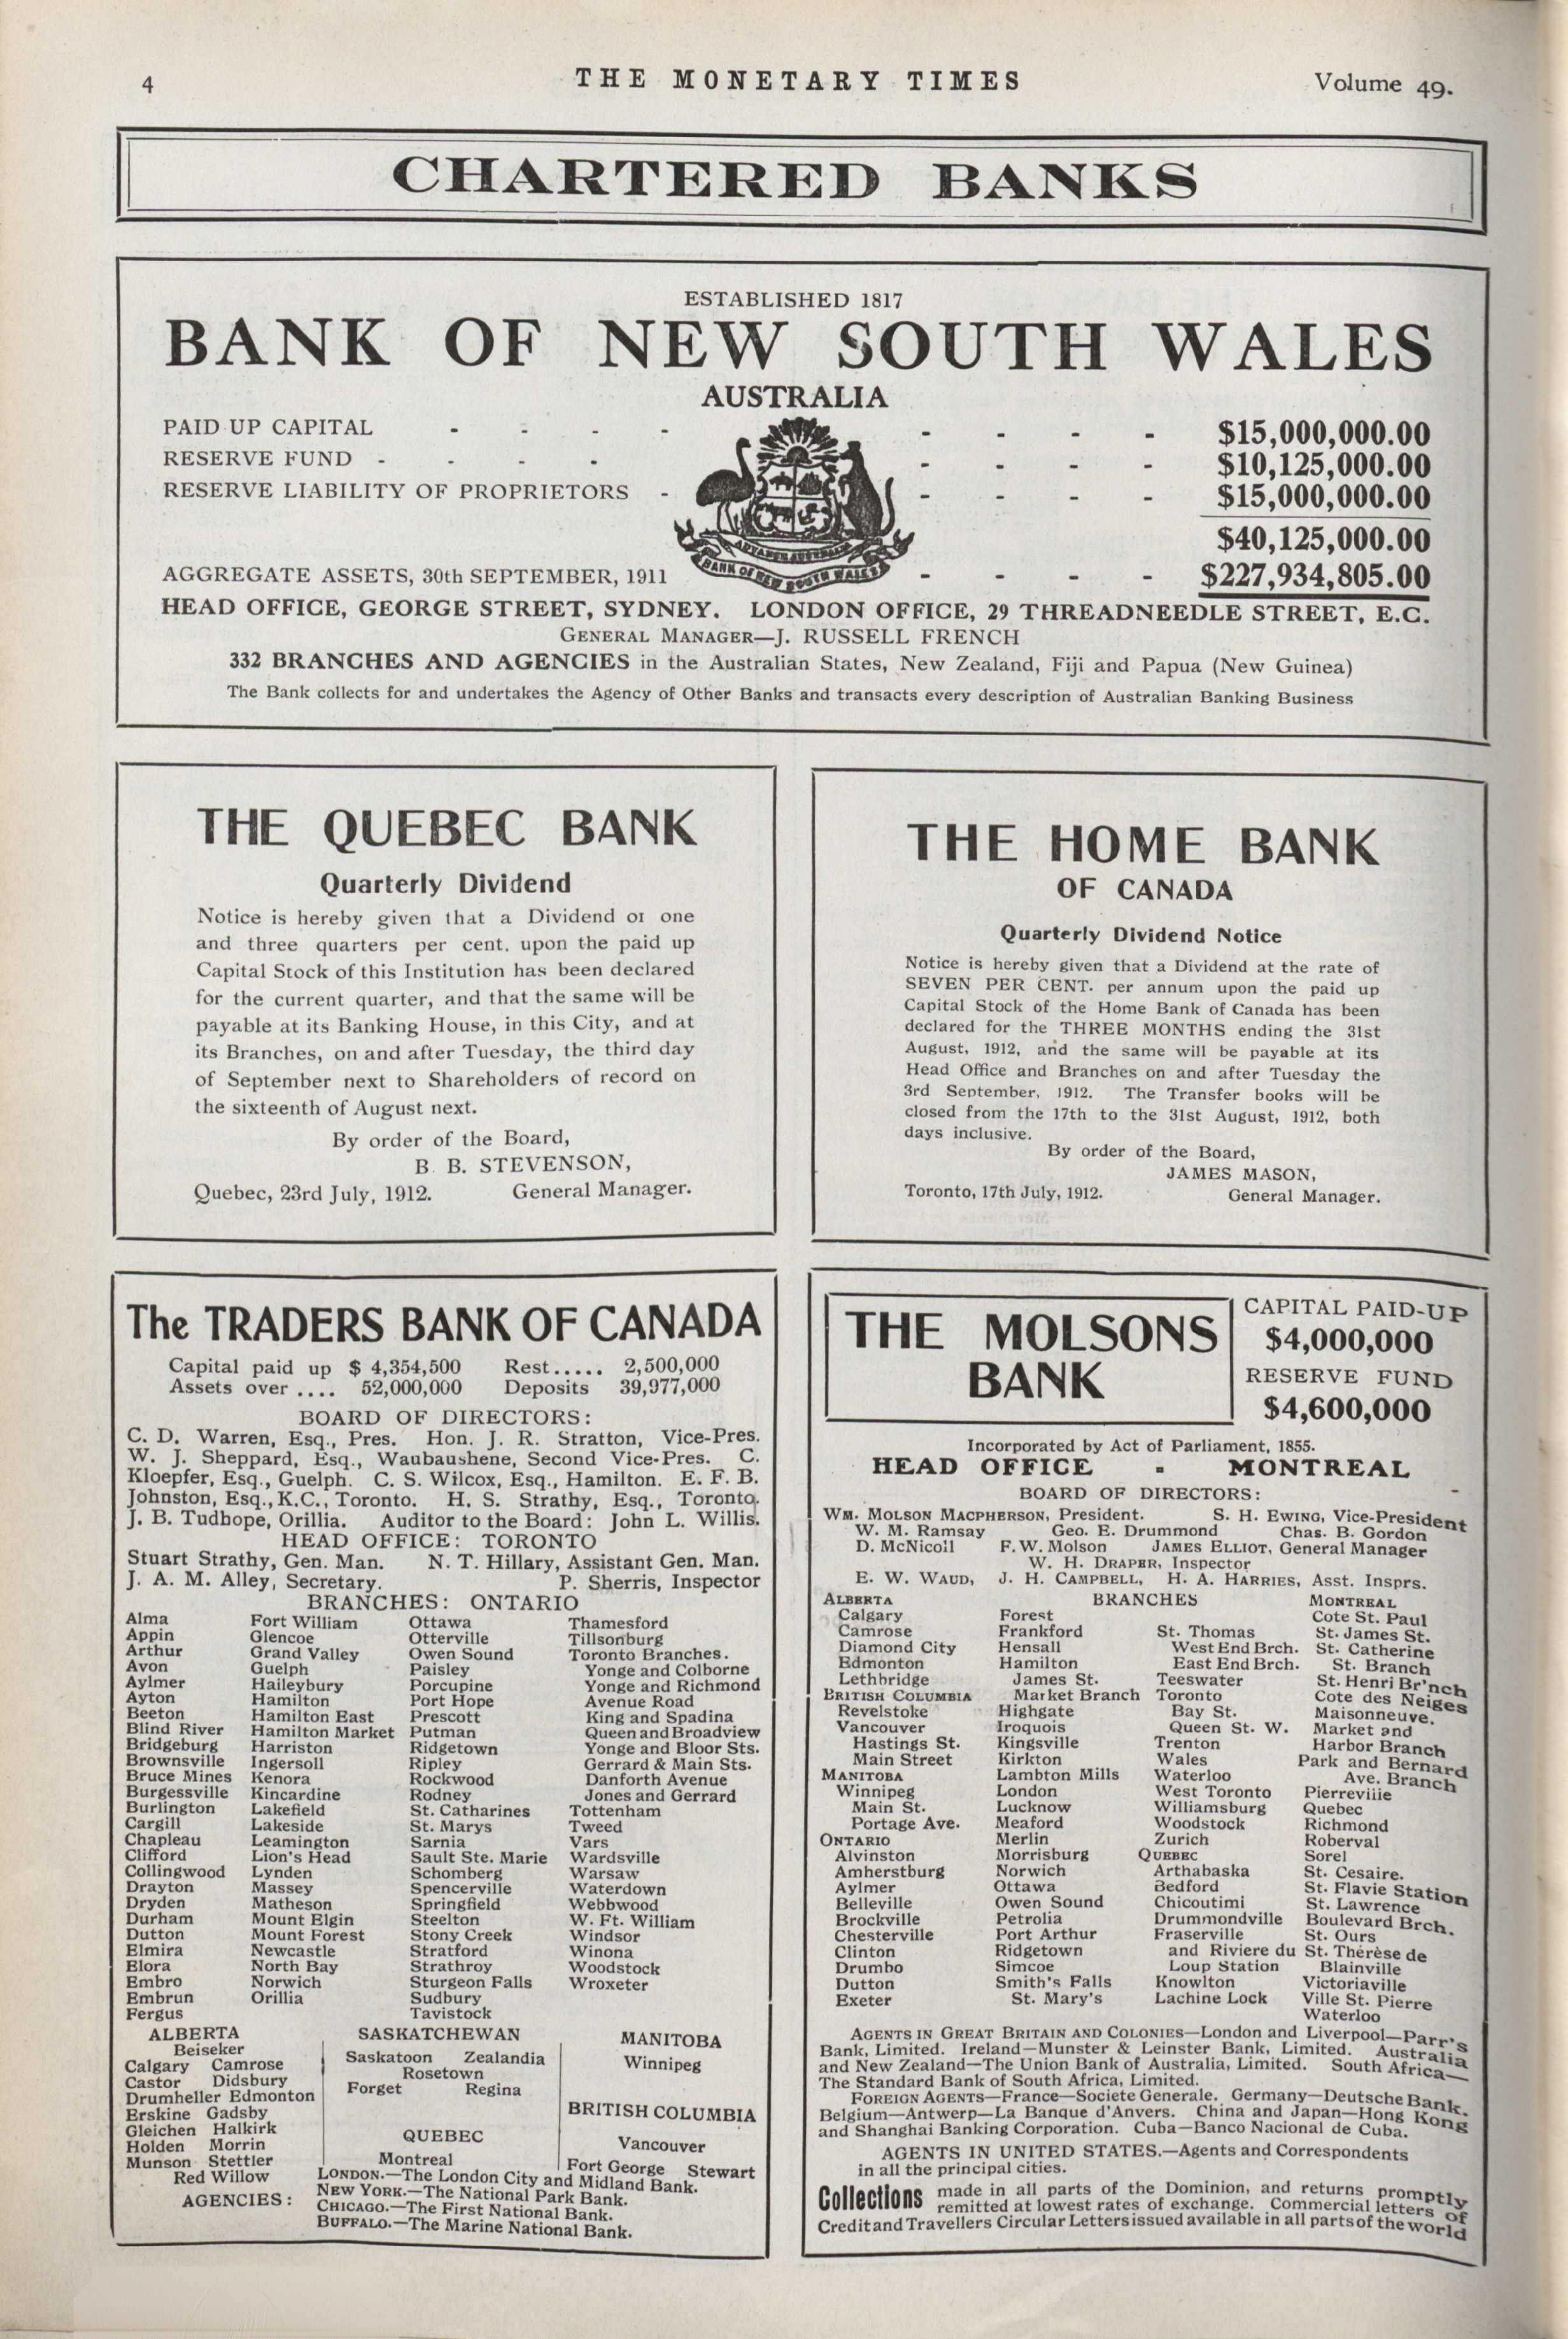 4 THE MONETARY TIMES Volume 49.
CHARTERED BANKS
ESTABLISHED 1817
BANK OF NEW SOUTH WALES
AUSTRALIA
PAID UP CAPITAL - - - - - - - - $15,000,000.00
RESERVE FUND - - - - - - - - $10,125,000.00
RESERVE LIABILITY OF PROPRIETORS - - - - - $15,000,000.00
$40,125,000.00
AGGREGATE ASSETS, 30th SEPTEMBER, 1911 - - - - $227,934,805.00
ADVANCE AUSTRALIA
BANK OF NEW SOUTH WALES
HEAD OFFICE, GEORGE STREET, SYDNEY. LONDON OFFICE, 29 THREADNEEDLE STREET, E.C.
GENERAL MANAGER—J. RUSSELL FRENCH
332 BRANCHES AND AGENCIES in the Australian States, New Zealand, Fiji and Papua (New Guinea)
The Bank collects for and undertakes the Agency of Other Banks and transacts every description of Australian Banking Business
THE QUEBEC BANK
Quarterly Dividend
Notice is hereby given that a Dividend of one
and three quarters per cent. upon the paid up
Capital Stock of this Institution has been declared
for the current quarter, and that the same will be
payable at its Banking House, in this City, and at
its Branches, on and after Tuesday, the third day
of September next to Shareholders of record on
the sixteenth of August next.
By order of the Board,
B. B. STEVENSON,
Quebec, 23rd July, 1912. General Manager.
THE HOME BANK
OF CANADA
Quarterly Dividend Notice
Notice is hereby given that a Dividend at the rate of
SEVEN PER CENT. per annum upon the paid up
Capital Stock of the Home Bank of Canada has been
declared for the THREE MONTHS ending the 31st
August, 1912, and the same will be payable at its
Head Office and Branches on and after Tuesday the
3rd September, 1912. The Transfer books will be
closed from the 17th to the 31st August, 1912, both
days inclusive.
By order of the Board,
JAMES MASON,
Toronto, 17th July, 1912. General Manager.
The TRADERS BANK OF CANADA
Capital paid up $ 4,354,500 Rest..... 2,500,000
Assets over .... 52,000,000 Deposits 39,977,000
BOARD OF DIRECTORS:
C. D. Warren, Esq., Pres. Hon. J. R. Stratton, Vice-Pres.
W. J. Sheppard, Esq., Waubaushene, Second Vice-Pres. C.
Kloepfer, Esq., Guelph. C. S. Wilcox, Esq., Hamilton. E. F. B.
Johnston, Esq., K.C., Toronto. H. S. Strathy, Esq., Toronto.
J. B. Tudhope, Orillia. Auditor to the Board: John L. Willis.
HEAD OFFICE: TORONTO
Stuart Strathy, Gen. Man. N. T. Hillary, Assistant Gen. Man.
J. A. M. Alley, Secretary. P. Sherris, Inspector
BRANCHES: ONTARIO
Alma Fort William Ottawa Thamesford
Appin Glencoe Otterville Tillsonburg
Arthur Grand Valley Owen Sound Toronto Branches.
Avon Guelph Paisley Yonge and Colborne
Aylmer Haileybury Porcupine Yonge and Richmond
Ayton Hamilton Port Hope Avenue Road
Beeton Hamilton East Prescott King and Spadina
Blind River Hamilton Market Putman Queen and Broadview
Bridgeburg Harriston Ridgetown Yonge and Bloor Sts.
Brownsville Ingersoll Ripley Gerrard & Main Sts.
Bruce Mines Kenora Rockwood Danforth Avenue
Burgessville Kincardine Rodney Jones and Gerrard
Burlington Lakefield St. Catharines Tottenham
Cargill Lakeside St. Marys Tweed
Chapleau Leamington Sarnia Vars
Clifford Lion's Head Sault Ste. Marie Wardsville
Collingwood Lynden Schomberg Warsaw
Drayton Massey Spencerville Waterdown
Dryden Matheson Springfield Webbwood
Durham Mount Elgin Steelton W. Ft. William
Dutton Mount Forest Stony Creek Windsor
Elmira Newcastle Stratford Winona
Elora North Bay Strathroy Woodstock
Embro Norwich Sturgeon Falls Wroxeter
Embrun Orillia Sudbury
Fergus Tavistock
ALBERTA
Beiseker
Calgary Camrose
Castor Didsbury
Drumheller Edmonton
Erskine Gadsby
Gleichen Halkirk
Holden Morrin
Munson Stettler
Red Willow
SASKATCHEWAN
Saskatoon Zealandia
Rosetown
Forget Regina
QUEBEC
Montreal
MANITOBA
Winnipeg
BRITISH COLUMBIA
Vancouver
Fort George Stewart
AGENCIES:
LONDON.—The London City and Midland Bank.
NEW YORK.—The National Park Bank.
CHICAGO.—The First National Bank.
BUFFALO.—The Marine National Bank.
THE MOLSONS
BANK
CAPITAL PAID-UP
$4,000,000
RESERVE FUND
$4,600,000
Incorporated by Act of Parliament, 1855.
HEAD OFFICE - MONTREAL
BOARD OF DIRECTORS:
WM. MOLSON MACPHERSON, President. S. H. EWING, Vice-President
W. M. Ramsay Geo. E. Drummond Chas. B. Gordon
D. McNicoll F. W. Molson JAMES ELLIOT, General Manager
W. H. DRAPER, Inspector
E. W. WAUD, J. H. CAMPBELL, H. A. HARRIES, Asst. Insprs.
BRANCHES
ALBERTA
Calgary
Camrose
Diamond City
Edmonton
Lethbridge
BRITISH COLUMBIA
Revelstoke
Vancouver
Hastings St.
Main Street
MANITOBA
Winnipeg
Main St.
Portage Ave.
ONTARIO
Alvinston
Amherstburg
Aylmer
Belleville
Brockville
Chesterville
Clinton
Drumbo
Dutton
Exeter
Forest
Frankford
Hensall
Hamilton
James St.
Market Branch
Highgate
Iroquois
Kingsville
Kirkton
Lambton Mills
London
Lucknow
Meaford
Merlin
Morrisburg
Norwich
Ottawa
Owen Sound
Petrolia
Port Arthur
Ridgetown
Simcoe
Smith's Falls
St. Mary's
St. Thomas
West End Brch.
East End Brch.
Teeswater
Toronto
Bay St.
Queen St. W.
Trenton
Wales
Waterloo
West Toronto
Williamsburg
Woodstock
Zurich
QUEBEC
Arthabaska
Bedford
Chicoutimi
Drummondville
Fraserville
and Riviere du
Loup Station
Knowlton
Lachine Lock
MONTREAL
Cote St. Paul
St. James St.
St. Catherine
St. Branch
St. Henri Br'nch
Cote des Neiges
Maisonneuve.
Market and
Harbor Branch
Park and Bernard
Ave. Branch
Pierreville
Quebec
Richmond
Roberval
Sorel
St. Cesaire.
St. Flavie Station
St. Lawrence
Boulevard Brch.
St. Ours
St. Thérèse de
Blainville
Victoriaville
Ville St. Pierre
Waterloo
AGENTS IN GREAT BRITAIN AND COLONIES—London and Liverpool—Parr's
Bank, Limited. Ireland—Munster & Leinster Bank, Limited. Australia
and New Zealand—The Union Bank of Australia, Limited. South Africa—
The Standard Bank of South Africa, Limited.
FOREIGN AGENTS—France—Societe Generale. Germany—Deutsche Bank.
Belgium—Antwerp—La Banque d'Anvers. China and Japan—Hong Kong
and Shanghai Banking Corporation. Cuba—Banco Nacional de Cuba.
AGENTS IN UNITED STATES.—Agents and Correspondents
in all the principal cities.
Collections made in all parts of the Dominion, and returns promptly
remitted at lowest rates of exchange. Commercial letters of
Credit and Travellers Circular Letters issued available in all parts of the world